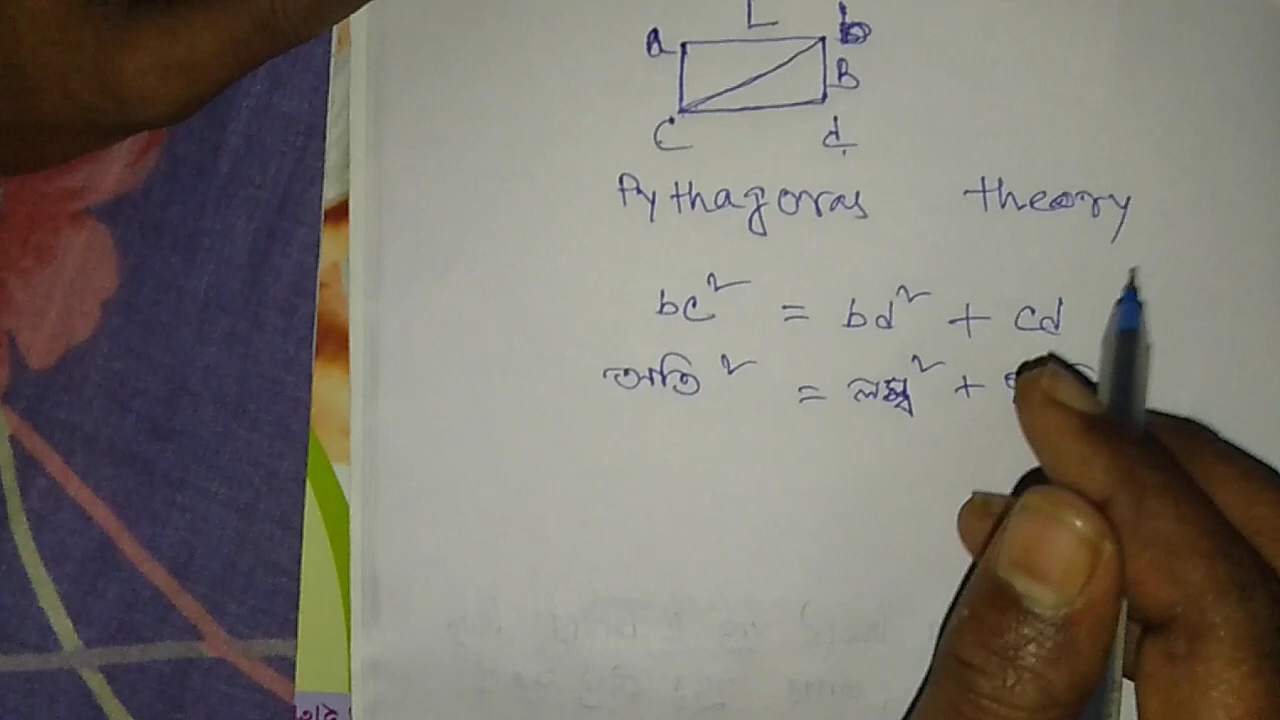 L
a b
B
C d
Pythagoras theory
bc² = bd² + cd
অতি² = লম্ব² +